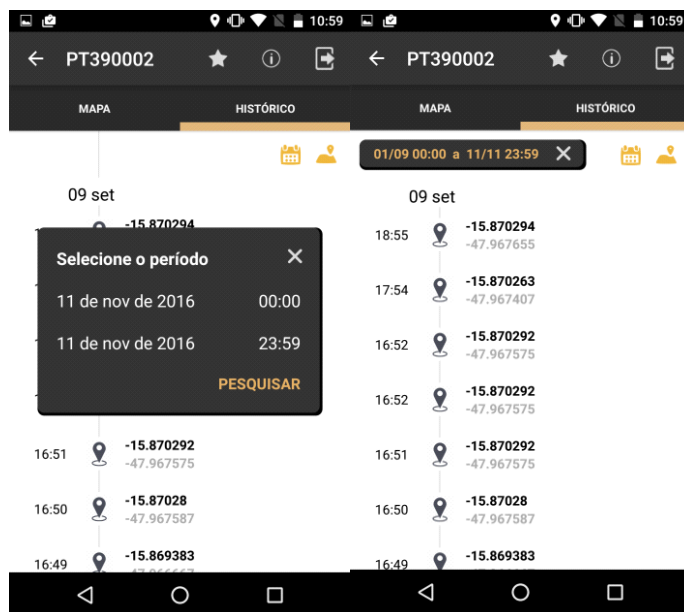 10:59
PT390002
MAPA HISTÓRICO
09 set
-15.870294
Selecione o período
11 de nov de 2016 00:00
11 de nov de 2016 23:59
PESQUISAR
16:51 -15.870292
-47.967575
16:50 -15.87028
-47.967587
16:49 -15.869383
10:59
PT390002
MAPA HISTÓRICO
01/09 00:00 a 11/11 23:59
09 set
18:55 -15.870294
-47.967655
17:54 -15.870263
-47.967407
16:52 -15.870292
-47.967575
16:52 -15.870292
-47.967575
16:51 -15.870292
-47.967575
16:50 -15.87028
-47.967587
16:49 -15.869383